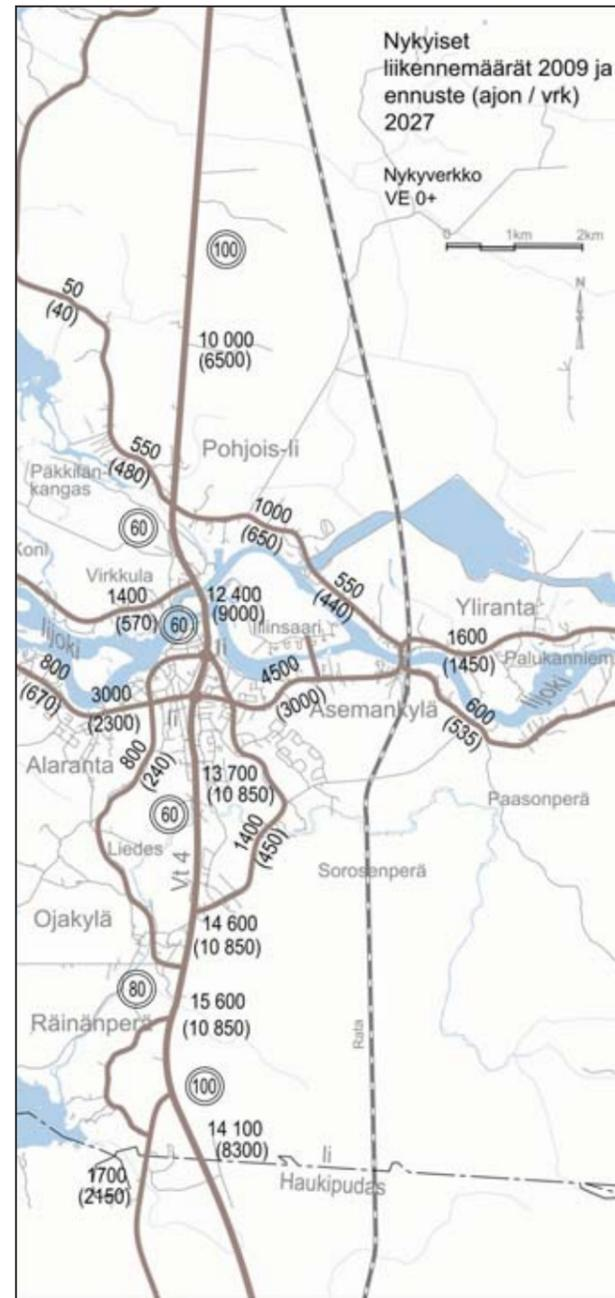 Nykyiset
liikennemäärät 2009 ja
ennuste (ajon / vrk)
2027
Nykyverkko
VE 0+
0 1km 2km
N
100
50
(40)
10 000
(6500)
Pohjois-Ii
550
(480)
Päkkilän-
kangas
1000
(650)
60
Virkkula
1400
(570)
60
12 400
(9000)
550
(440)
Yliranta
1600
(1450)
Palukanniem
Iijoki
Iijoki
Illinsaari
Ii
800
(670)
3000
(2300)
4500
(3000)
Asemankylä
600
(535)
Ii
Alaranta
800
(240)
13 700
(10 850)
Paasonperä
60
1400
(450)
Liedes
Vt 4
Sorosenperä
Ojakylä
14 600
(10 850)
80
15 600
(10 850)
Räinänperä
Rata
100
14 100
(8300)
Ii
Haukipudas
1700
(2150)